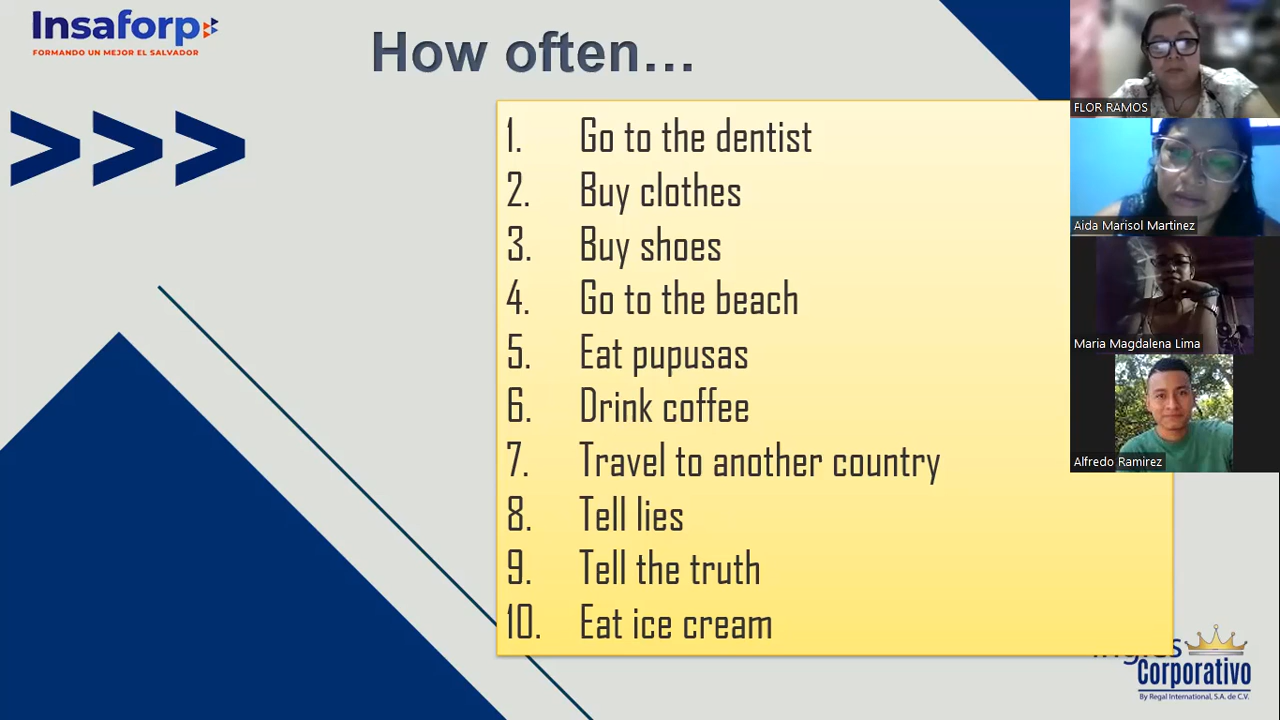 Insaforp
FORMANDO UN MEJOR EL SALVADOR
How often...
>>>
1. Go to the dentist
2. Buy clothes
3. Buy shoes
4. Go to the beach
5. Eat pupusas
6. Drink coffee
7. Travel to another country
8. Tell lies
9. Tell the truth
10. Eat ice cream
FLOR RAMOS
Aida Marisol Martinez
Maria Magdalena Lima
Alfredo Ramirez
Corporativo
By Regal International, S.A. de C.V.